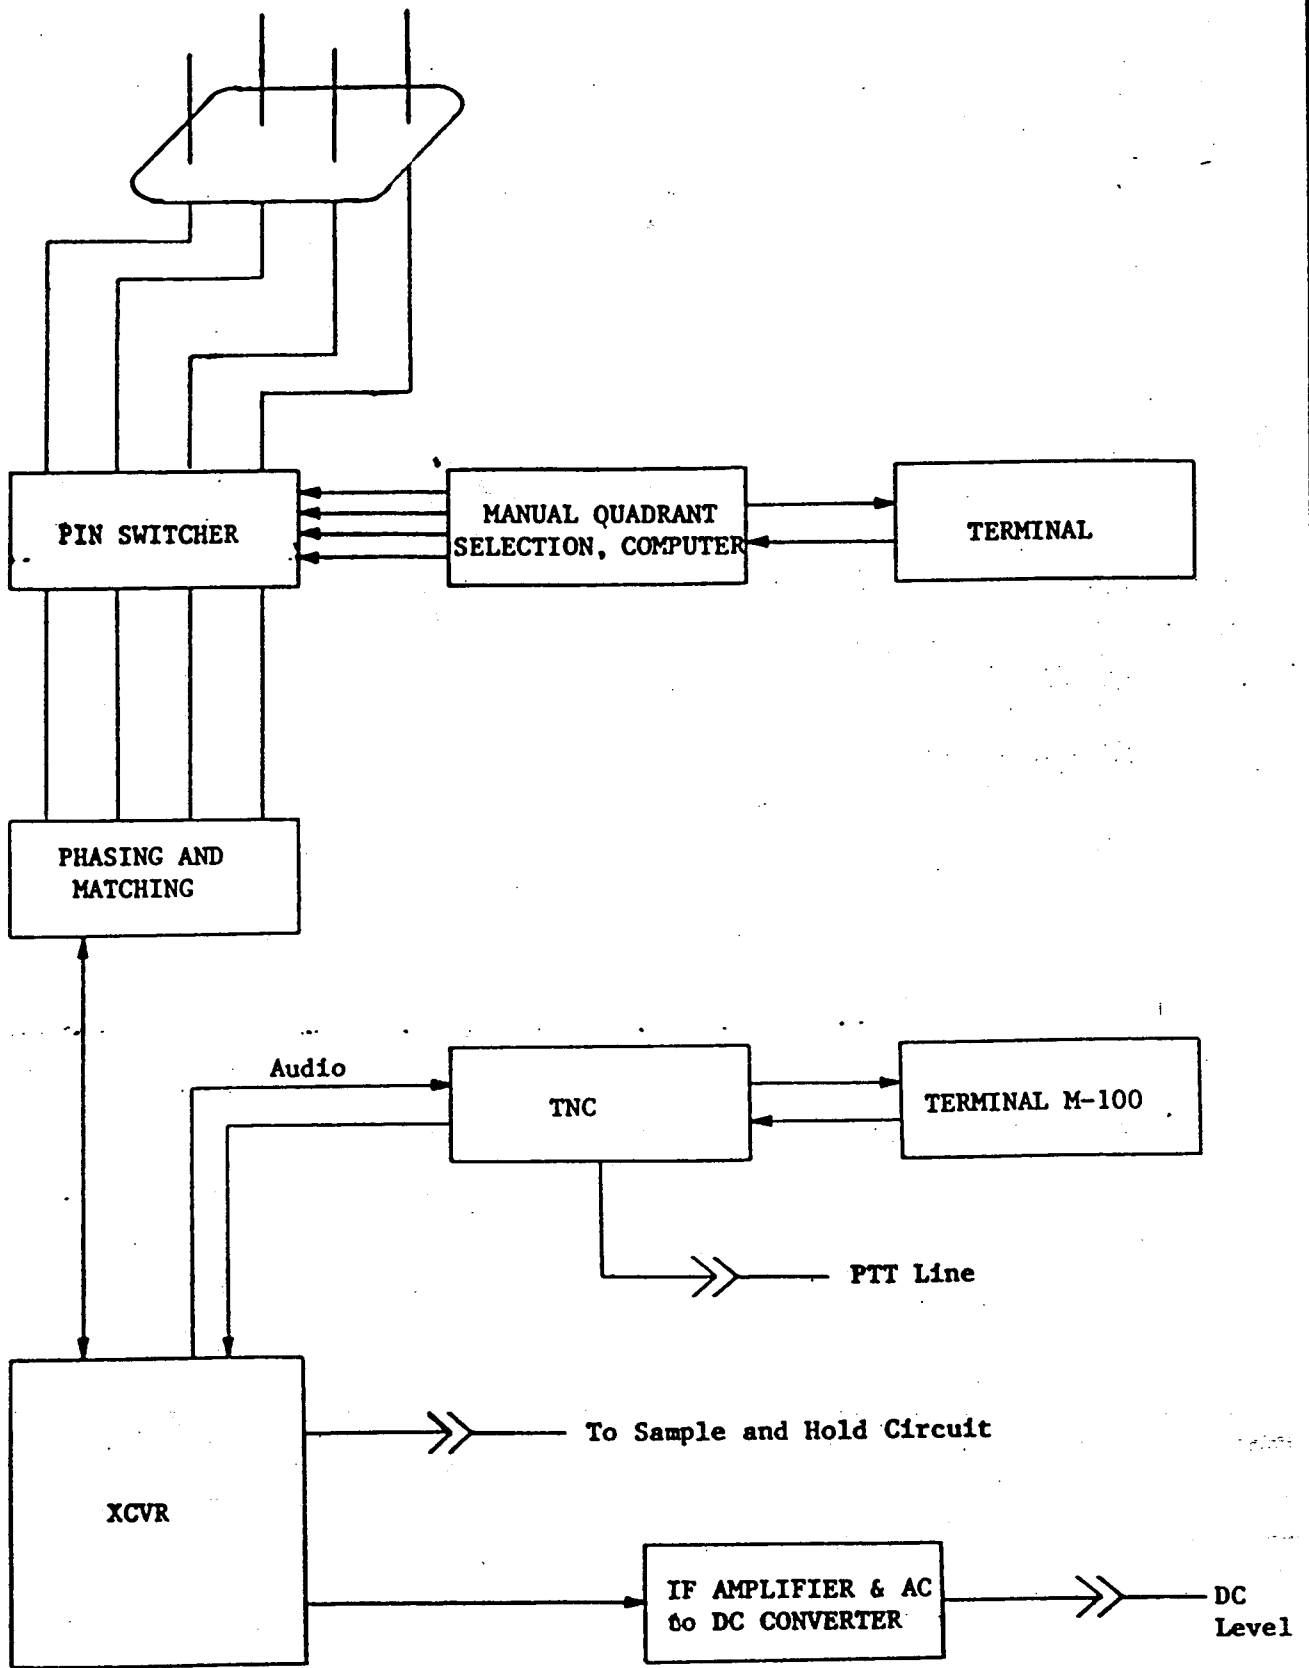 PIN SWITCHER
MANUAL QUADRANT
SELECTION, COMPUTER
TERMINAL
PHASING AND
MATCHING
Audio
TNC
TERMINAL M-100
PTT Line
To Sample and Hold Circuit
XCVR
IF AMPLIFIER & AC
to DC CONVERTER
DC
Level